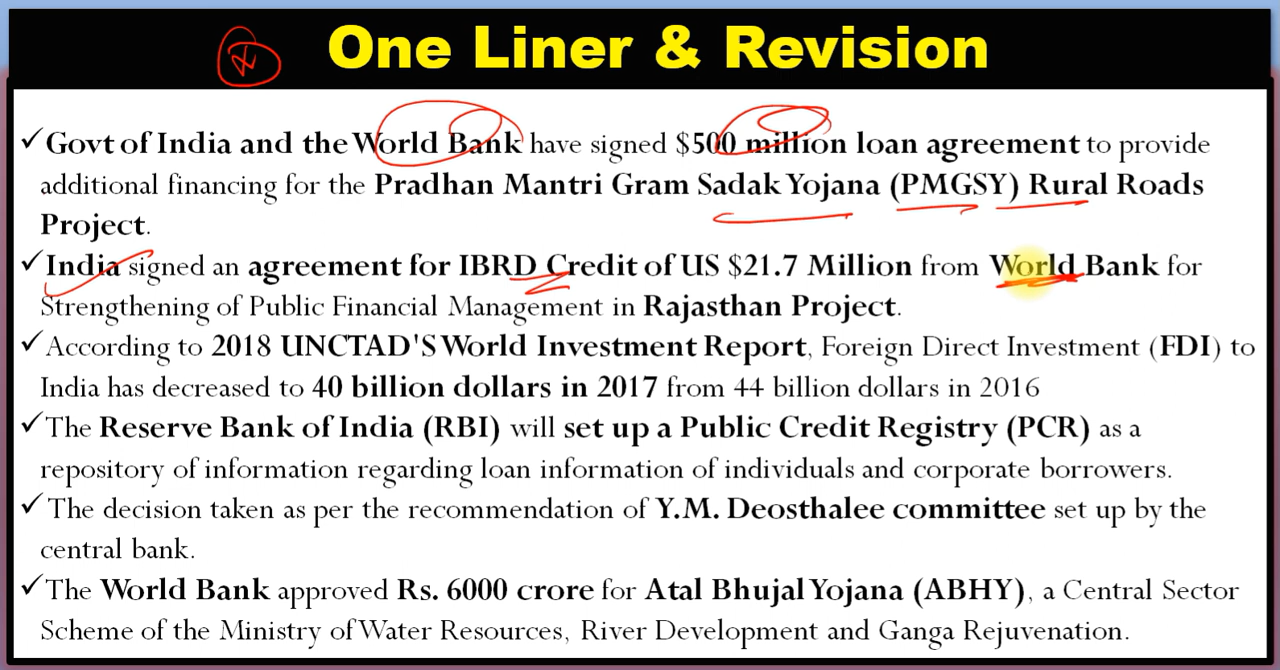 One Liner & Revision
✓Govt of India and the World Bank have signed $500 million loan agreement to provide
additional financing for the Pradhan Mantri Gram Sadak Yojana (PMGSY) Rural Roads
Project.
✓India signed an agreement for IBRD Credit of US $21.7 Million from World Bank for
Strengthening of Public Financial Management in Rajasthan Project.
✓According to 2018 UNCTAD'S World Investment Report, Foreign Direct Investment (FDI) to
India has decreased to 40 billion dollars in 2017 from 44 billion dollars in 2016
✓The Reserve Bank of India (RBI) will set up a Public Credit Registry (PCR) as a
repository of information regarding loan information of individuals and corporate borrowers.
✓The decision taken as per the recommendation of Y.M. Deosthalee committee set up by the
central bank.
✓The World Bank approved Rs. 6000 crore for Atal Bhujal Yojana (ABHY), a Central Sector
Scheme of the Ministry of Water Resources, River Development and Ganga Rejuvenation.